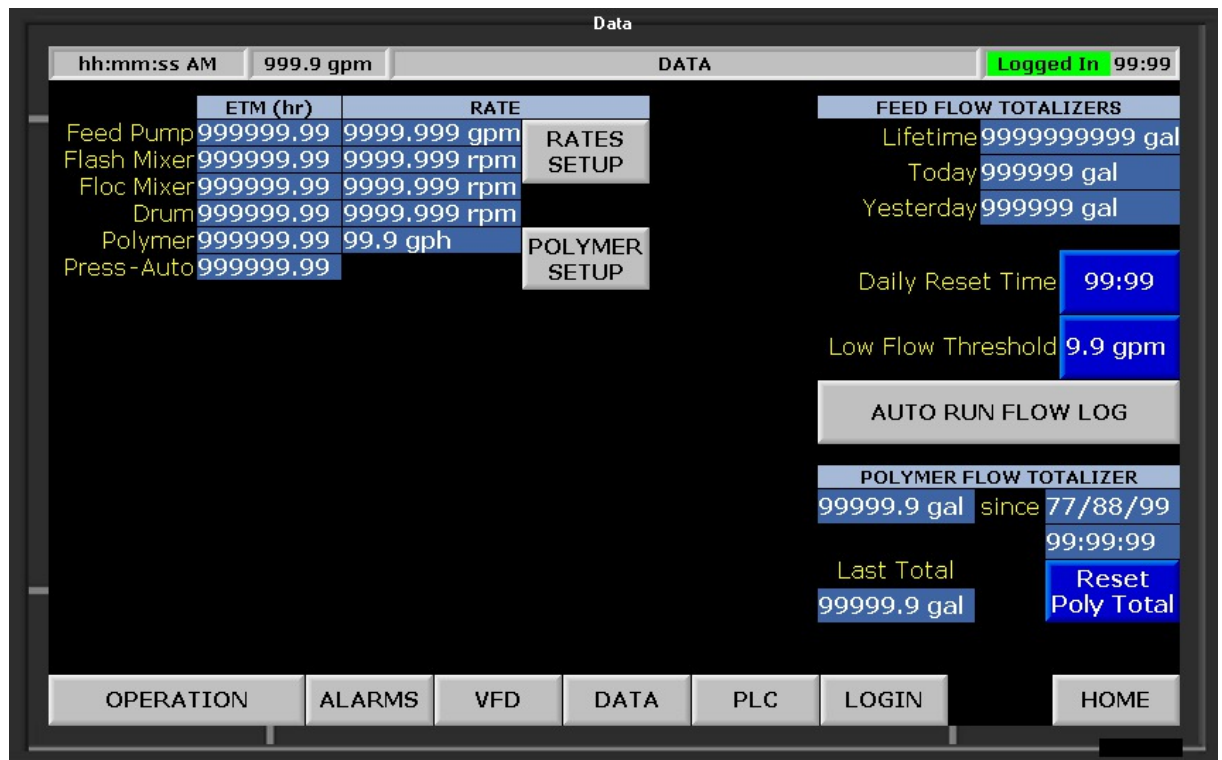 Data
hh:mm:ss AM 999.9 gpm DATA Logged In 99:99
ETM (hr) RATE
Feed Pump 999999.99 9999.999 gpm
Flash Mixer 999999.99 9999.999 rpm
Floc Mixer 999999.99 9999.999 rpm
Drum 999999.99 9999.999 rpm
Polymer 999999.99 99.9 gph
Press-Auto 999999.99
RATES
SETUP
POLYMER
SETUP
FEED FLOW TOTALIZERS
Lifetime 9999999999 gal
Today 999999 gal
Yesterday 999999 gal
Daily Reset Time 99:99
Low Flow Threshold 9.9 gpm
AUTO RUN FLOW LOG
POLYMER FLOW TOTALIZER
99999.9 gal since 77/88/99
99:99:99
Last Total
99999.9 gal
Reset
Poly Total
OPERATION ALARMS VFD DATA PLC LOGIN HOME